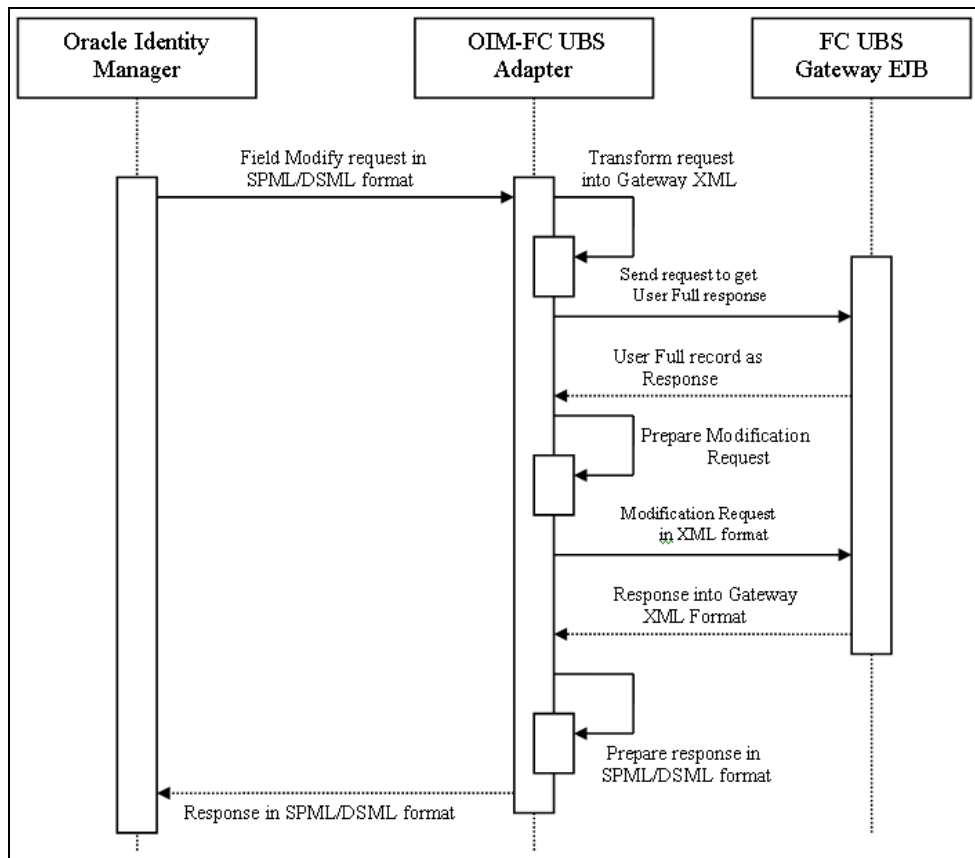 Oracle Identity
Manager
OIM-FC UBS
Adapter
FC UBS
Gateway EJB
Field Modify request in
SPML/DSML format
Transform request
into Gateway XML
Send request to get
User Full response
User Full record as
Response
Prepare Modification
Request
Modification Request
in XML format
Response into Gateway
XML Format
Prepare response in
SPML/DSML format
Response in SPML/DSML format